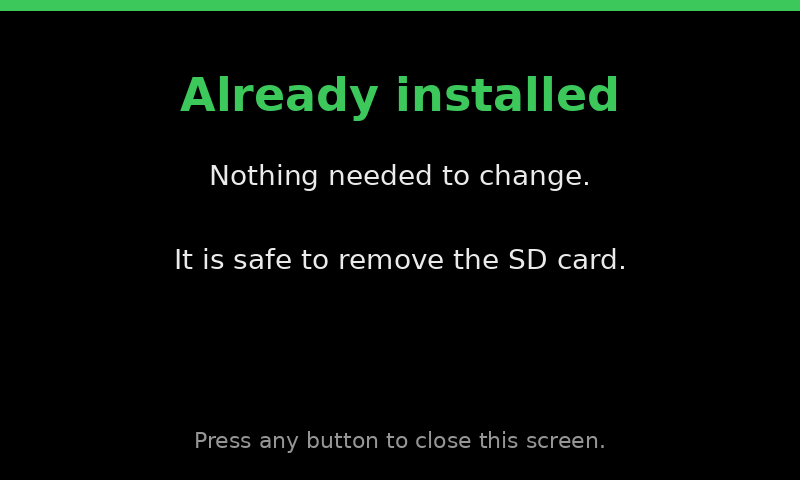 Already installed
Nothing needed to change.
It is safe to remove the SD card.
Press any button to close this screen.